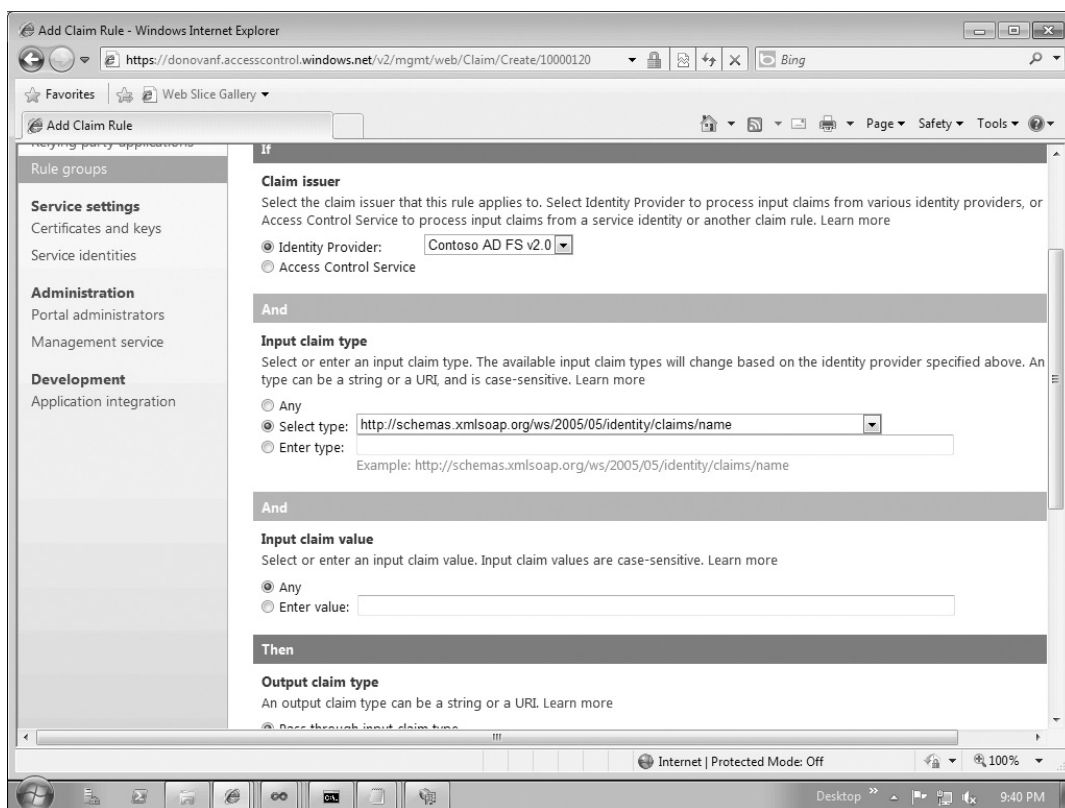 Add Claim Rule - Windows Internet Explorer
https://donovanf.accesscontrol.windows.net/v2/mgmt/web/Claim/Create/10000120
Bing
Favorites
Web Slice Gallery
Add Claim Rule
Page
Safety
Tools
Relying party applications
Rule groups
Service settings
Certificates and keys
Service identities
Administration
Portal administrators
Management service
Development
Application integration
If
Claim issuer
Select the claim issuer that this rule applies to. Select Identity Provider to process input claims from various identity providers, or
Access Control Service to process input claims from a service identity or another claim rule. Learn more
Identity Provider: Contoso AD FS v2.0
Access Control Service
And
Input claim type
Select or enter an input claim type. The available input claim types will change based on the identity provider specified above. An
type can be a string or a URI, and is case-sensitive. Learn more
Any
Select type: http://schemas.xmlsoap.org/ws/2005/05/identity/claims/name
Enter type:
Example: http://schemas.xmlsoap.org/ws/2005/05/identity/claims/name
And
Input claim value
Select or enter an input claim value. Input claim values are case-sensitive. Learn more
Any
Enter value:
Then
Output claim type
An output claim type can be a string or a URI. Learn more
Pass through input claim type
Internet | Protected Mode: Off
100%
Desktop
9:40 PM